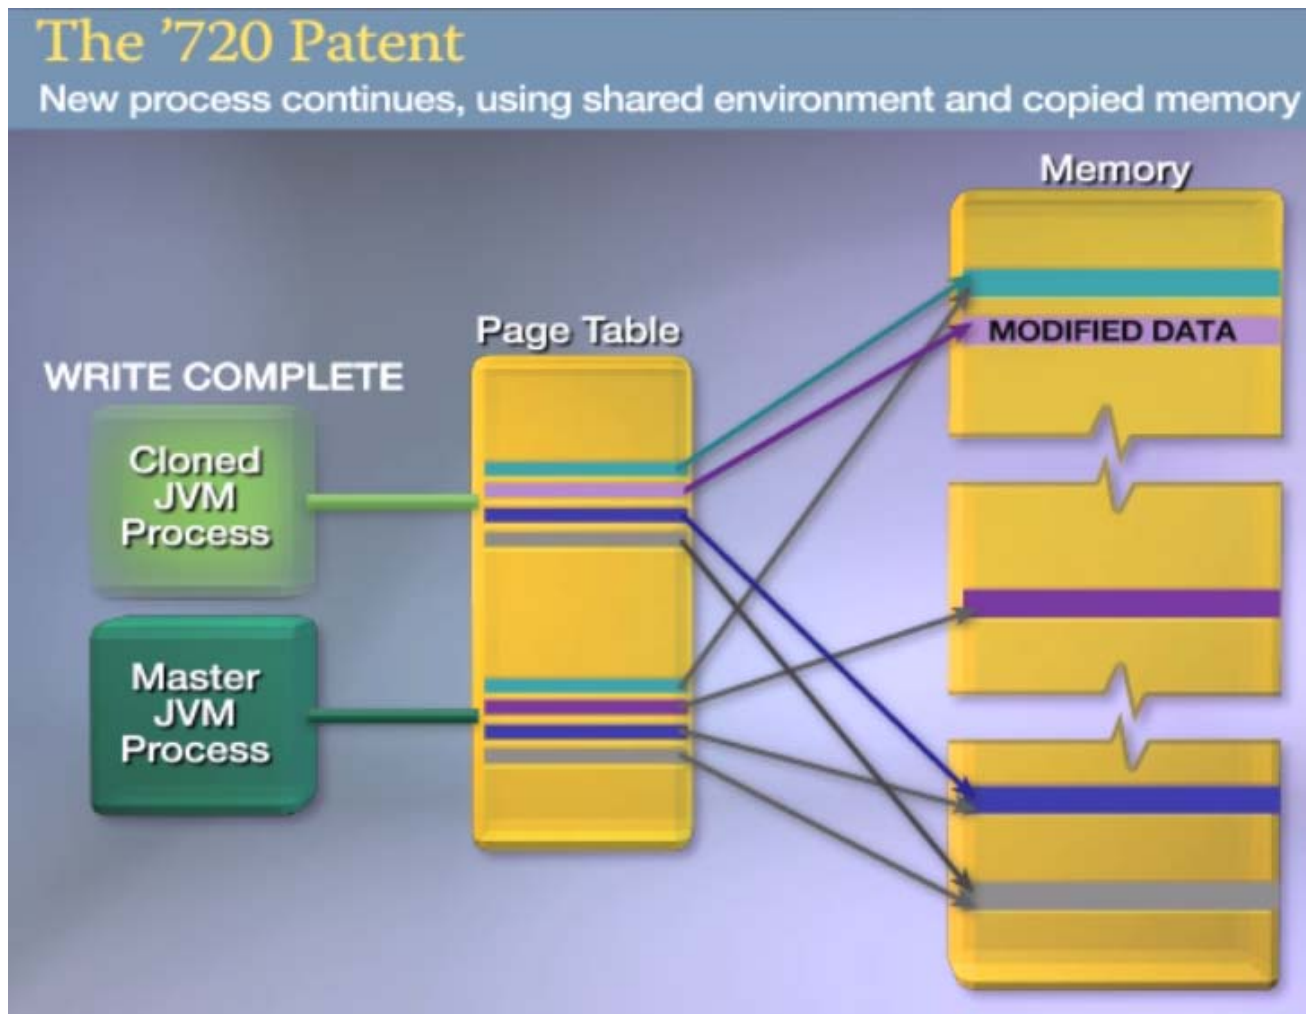 The ’720 Patent
New process continues, using shared environment and copied memory
Memory
MODIFIED DATA
Page Table
WRITE COMPLETE
Cloned
JVM
Process
Master
JVM
Process